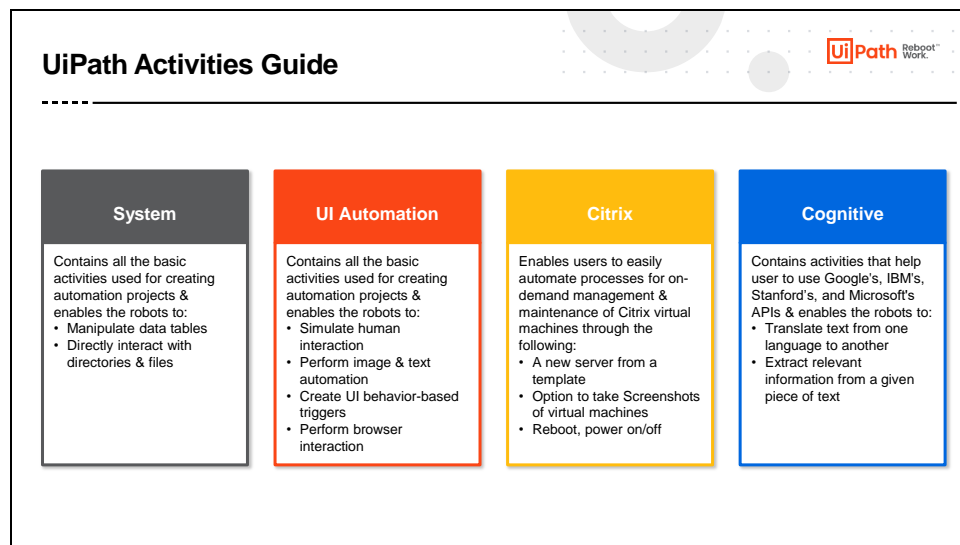 UiPath Activities Guide
UiPath Reboot™
Work.
System
Contains all the basic
activities used for creating
automation projects &
enables the robots to:
• Manipulate data tables
• Directly interact with
directories & files
UI Automation
Contains all the basic
activities used for creating
automation projects &
enables the robots to:
• Simulate human
interaction
• Perform image & text
automation
• Create UI behavior-based
triggers
• Perform browser
interaction
Citrix
Enables users to easily
automate processes for on-
demand management &
maintenance of Citrix virtual
machines through the
following:
• A new server from a
template
• Option to take Screenshots
of virtual machines
• Reboot, power on/off
Cognitive
Contains activities that help
user to use Google's, IBM's,
Stanford's, and Microsoft's
APIs & enables the robots to:
• Translate text from one
language to another
• Extract relevant
information from a given
piece of text